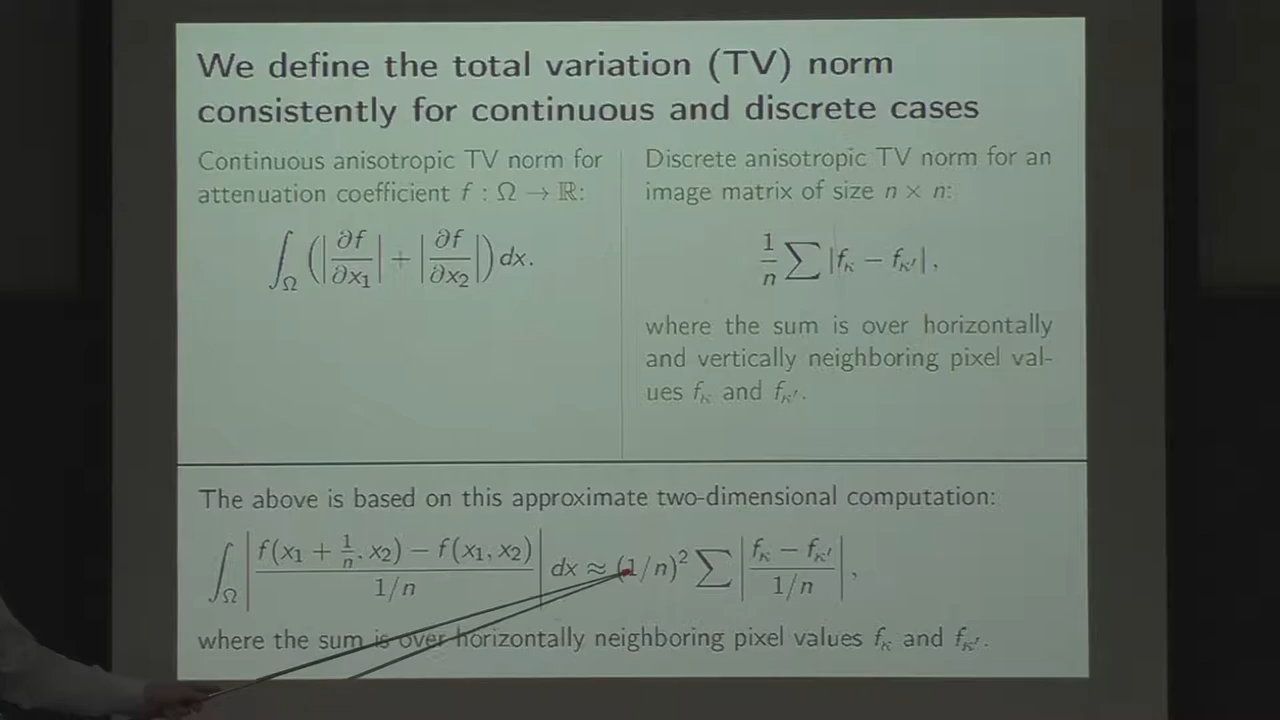 We define the total variation (TV) norm
consistently for continuous and discrete cases
Continuous anisotropic TV norm for
attenuation coefficient f : Ω → ℝ:
∫_Ω (|∂f/∂x₁| + |∂f/∂x₂|) dx.
Discrete anisotropic TV norm for an
image matrix of size n × n:
1/n ∑ |f_κ − f_κ′| ,
where the sum is over horizontally
and vertically neighboring pixel val-
ues f_κ and f_κ′.
The above is based on this approximate two-dimensional computation:
∫_Ω | (f(x₁ + 1/n, x₂) − f(x₁, x₂)) / (1/n) | dx ≈ (1/n)² ∑ | (f_κ − f_κ′) / (1/n) | ,
where the sum is over horizontally neighboring pixel values f_κ and f_κ′.